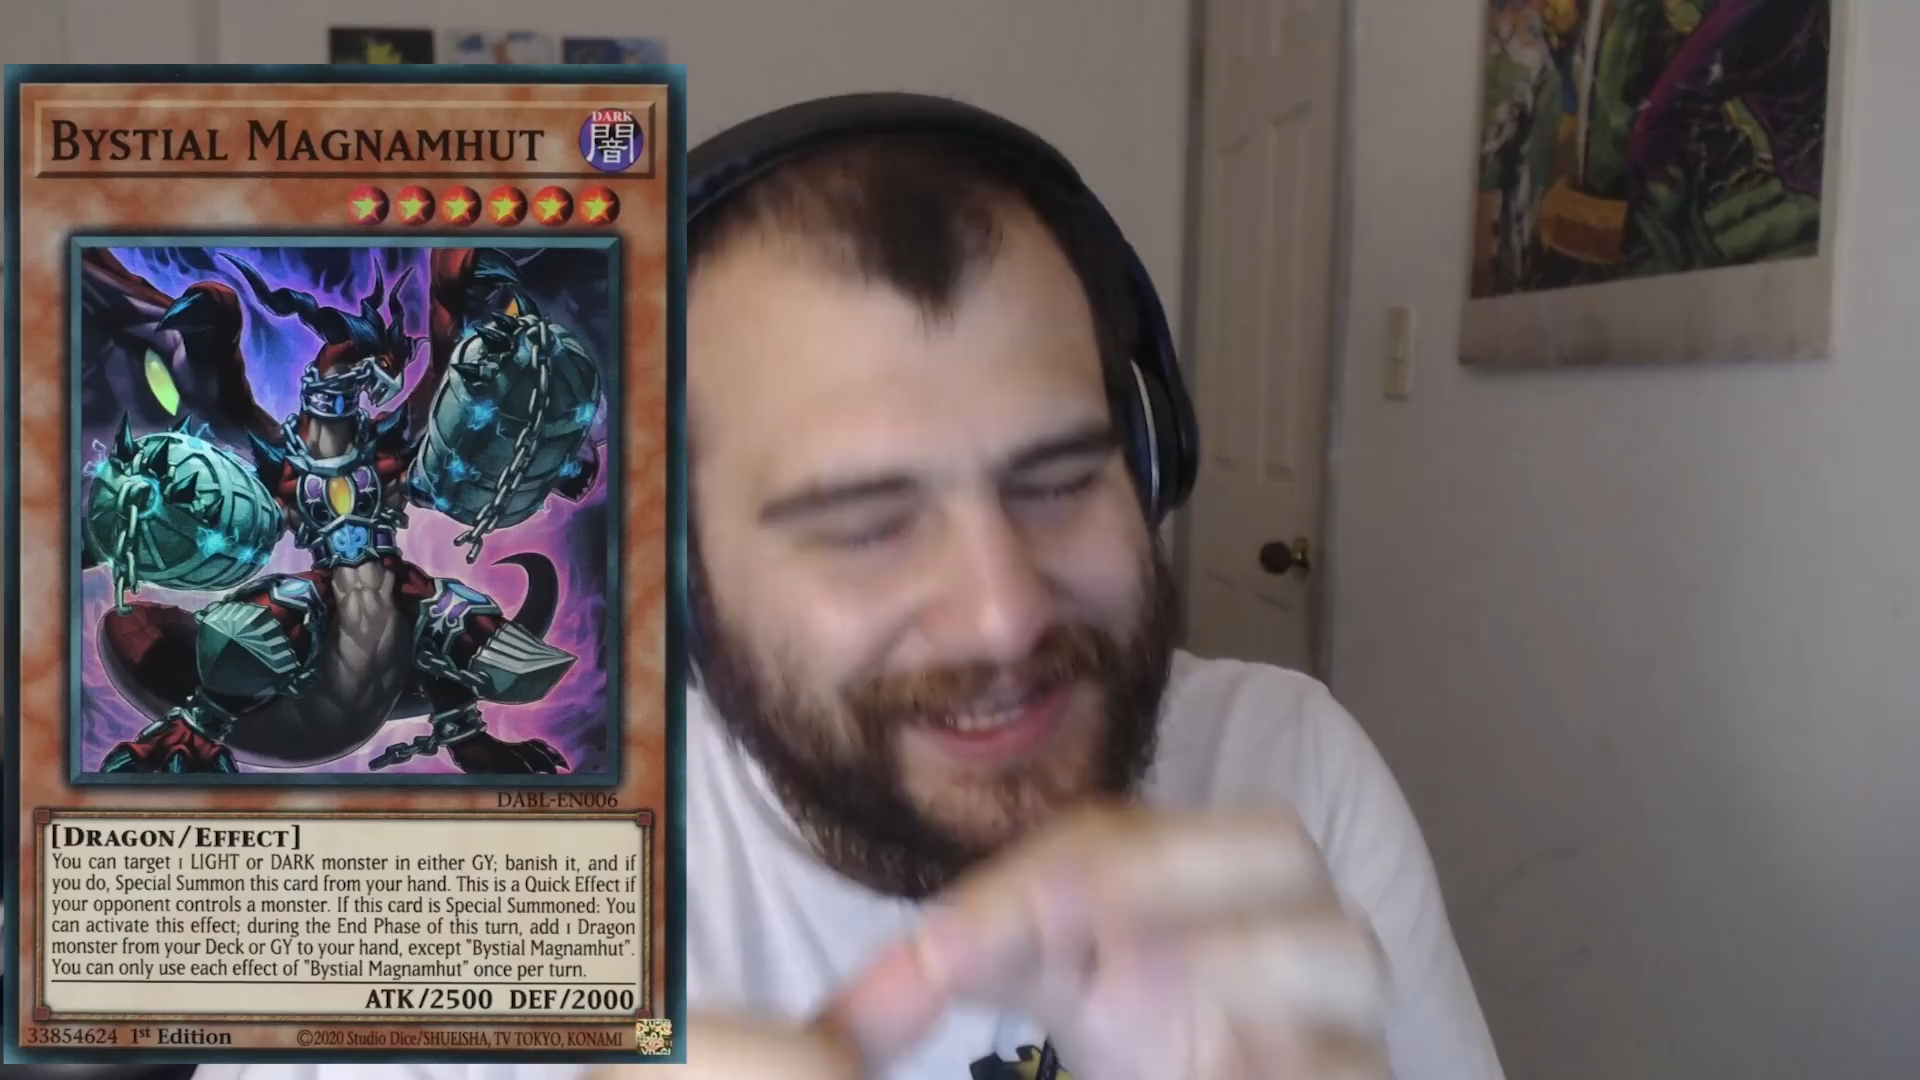 BYSTIAL MAGNAMHUT
DARK
闇
DABL-EN006
[DRAGON/EFFECT]
You can target 1 LIGHT or DARK monster in either GY; banish it, and if
you do, Special Summon this card from your hand. This is a Quick Effect if
your opponent controls a monster. If this card is Special Summoned: You
can activate this effect; during the End Phase of this turn, add 1 Dragon
monster from your Deck or GY to your hand, except "Bystial Magnamhut".
You can only use each effect of "Bystial Magnamhut" once per turn.
ATK/2500 DEF/2000
33854624 1st Edition
©2020 Studio Dice/SHUEISHA, TV TOKYO, KONAMI